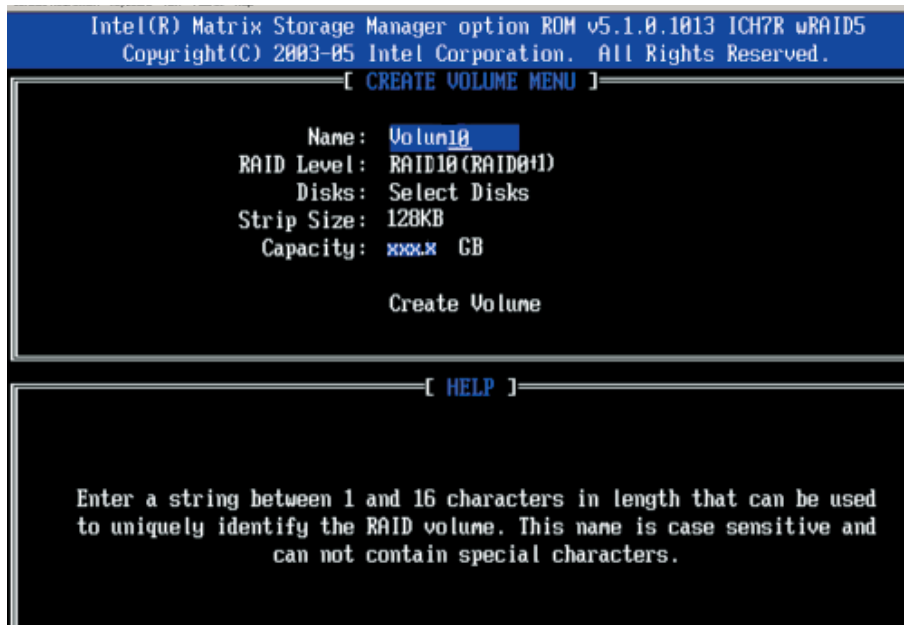 Intel(R) Matrix Storage Manager option ROM v5.1.0.1013 ICH7R wRAID5
Copyright(C) 2003-05 Intel Corporation. All Rights Reserved.
[ CREATE VOLUME MENU ]
Name: Volum10
RAID Level: RAID10(RAID0+1)
Disks: Select Disks
Strip Size: 128KB
Capacity: xxx.x GB
Create Volume
[ HELP ]
Enter a string between 1 and 16 characters in length that can be used
to uniquely identify the RAID volume. This name is case sensitive and
can not contain special characters.